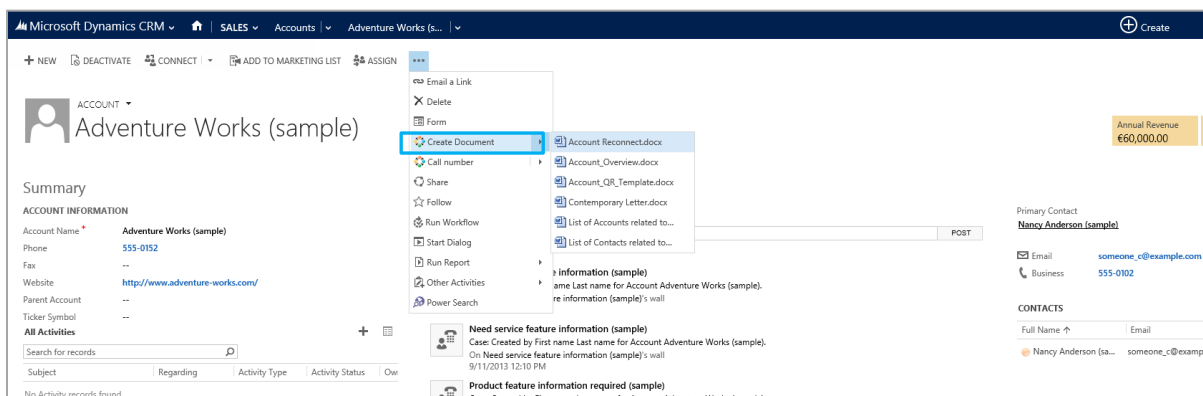 Microsoft Dynamics CRM SALES Accounts Adventure Works (s... Create
NEW DEACTIVATE CONNECT ADD TO MARKETING LIST ASSIGN ...
Email a Link
Delete
Form
Create Document
Call number
Share
Follow
Run Workflow
Start Dialog
Run Report
Other Activities
Power Search
Account Reconnect.docx
Account_Overview.docx
Account_QR_Template.docx
Contemporary Letter.docx
List of Accounts related to...
List of Contacts related to...
ACCOUNT
Adventure Works (sample)
Annual Revenue
€60,000.00
Summary
ACCOUNT INFORMATION
Account Name * Adventure Works (sample)
Phone 555-0152
Fax --
Website http://www.adventure-works.com/
Parent Account --
Ticker Symbol --
All Activities
Search for records
Subject Regarding Activity Type Activity Status Ow
No Activity records found
POST
information (sample)
Last name for Account Adventure Works (sample).
information (sample)'s wall
Need service feature information (sample)
Case: Created by First name Last name for Account Adventure Works (sample).
On Need service feature information (sample)'s wall
9/11/2013 12:10 PM
Product feature information required (sample)
Primary Contact
Nancy Anderson (sample)
Email someone_c@example.com
Business 555-0102
CONTACTS
Full Name Email
Nancy Anderson (sa... someone_c@examp